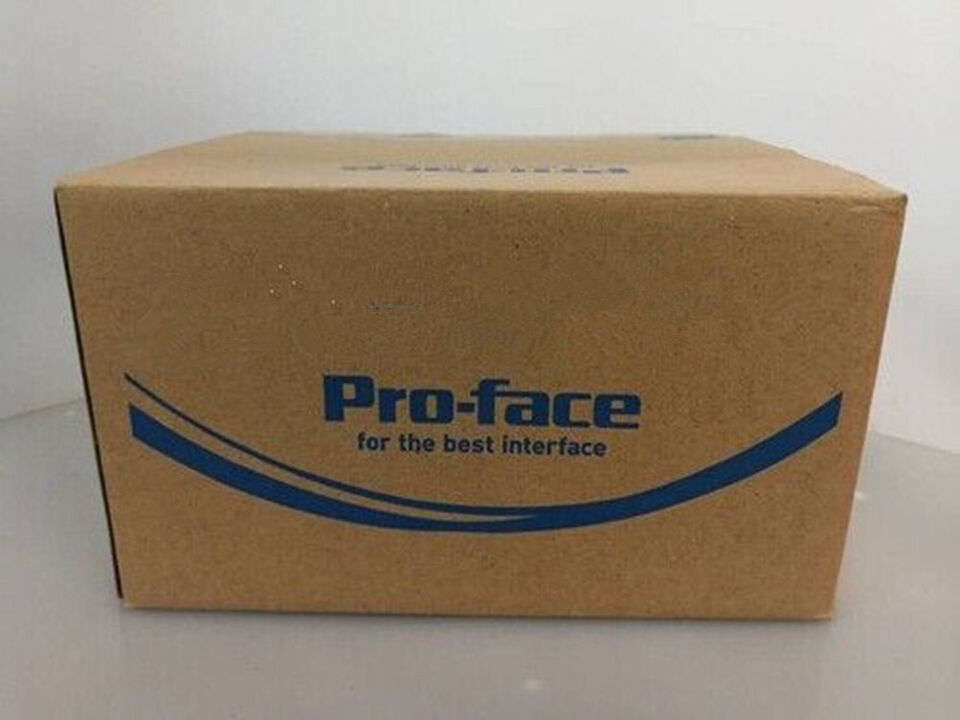 Pro-face
for the best interface